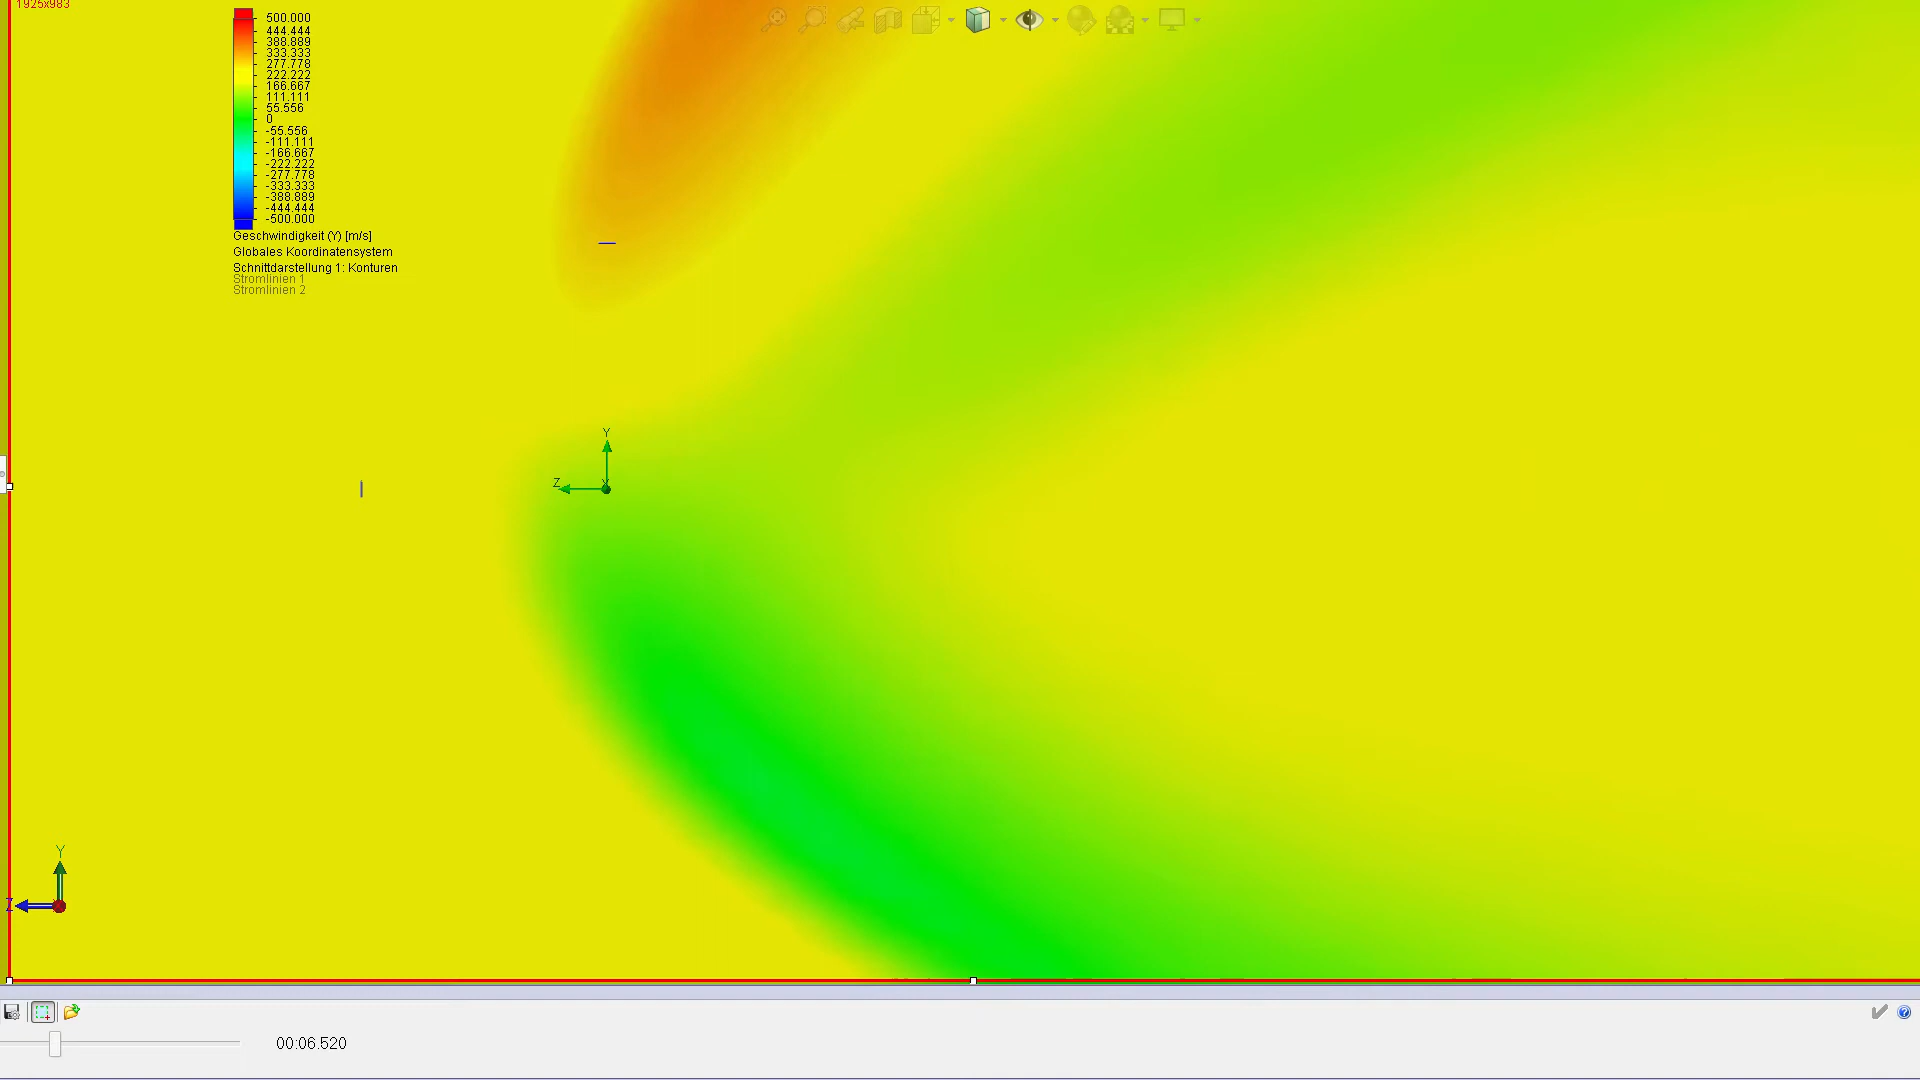 1925x983
500.000
444.444
388.889
333.333
277.778
222.222
166.667
111.111
55.556
0
-55.556
-111.111
-166.667
-222.222
-277.778
-333.333
-388.889
-444.444
-500.000
Geschwindigkeit (Y) [m/s]
Globales Koordinatensystem
Schnittdarstellung 1: Konturen
Stromlinien 1
Stromlinien 2
Y
Z
Y
Z
00:06.520